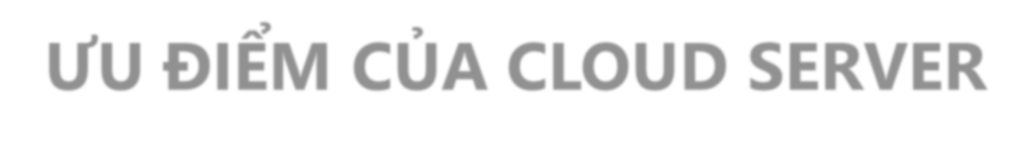 ƯU ĐIỂM CỦA CLOUD SERVER